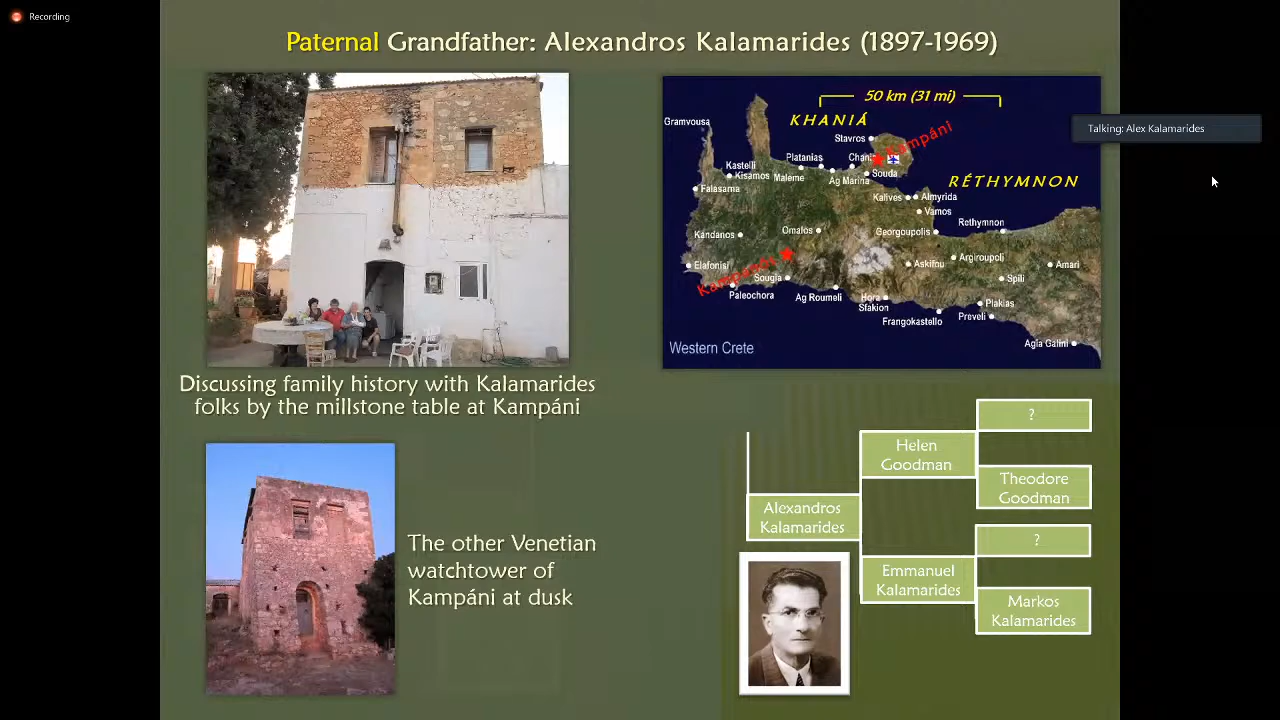 Recording
Paternal Grandfather: Alexandros Kalamarides (1897-1969)
Talking: Alex Kalamarides
50 km (31 mi)
KHANIÁ
Kampáni
Gramvousa
Stavros
Platanias
Chani
Kastelli
Kisamos
Maleme
Ag Marina
Souda
RÉTHYMNON
Falasarna
Kalives
Almyrida
Vamos
Kandanos
Omalos
Georgoupolis
Rethymnon
Elafonisi
Sougia
Askifou
Argiroupoli
Amari
Spili
Paleochora
Ag Roumeli
Hora
Sfakion
Plakias
Frangokastello
Preveli
Agia Galini
Western Crete
Discussing family history with Kalamarides
folks by the millstone table at Kampáni
The other Venetian
watchtower of
Kampáni at dusk
?
Helen
Goodman
Theodore
Goodman
Alexandros
Kalamarides
?
Emmanuel
Kalamarides
Markos
Kalamarides